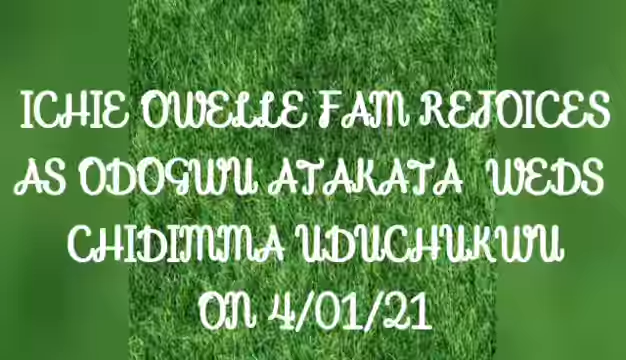 ICHIE OWELLE FAM REJOICES
AS ODOGWU ATAKATA WEDS
CHIDIMMA UDUCHUKWU
ON 4/01/21